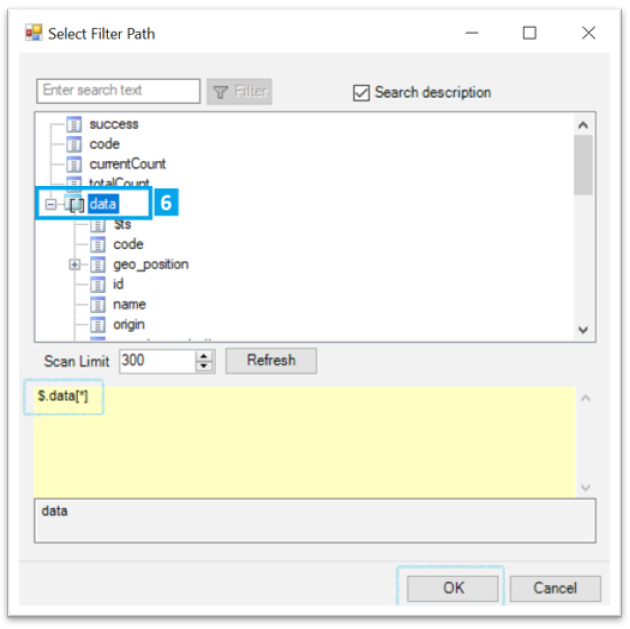 Select Filter Path
Enter search text
Filter
Search description
success
code
currentCount
totalCount
data 6
$ts
code
geo_position
id
name
origin
Scan Limit 300 Refresh
$.data[*]
data
OK Cancel